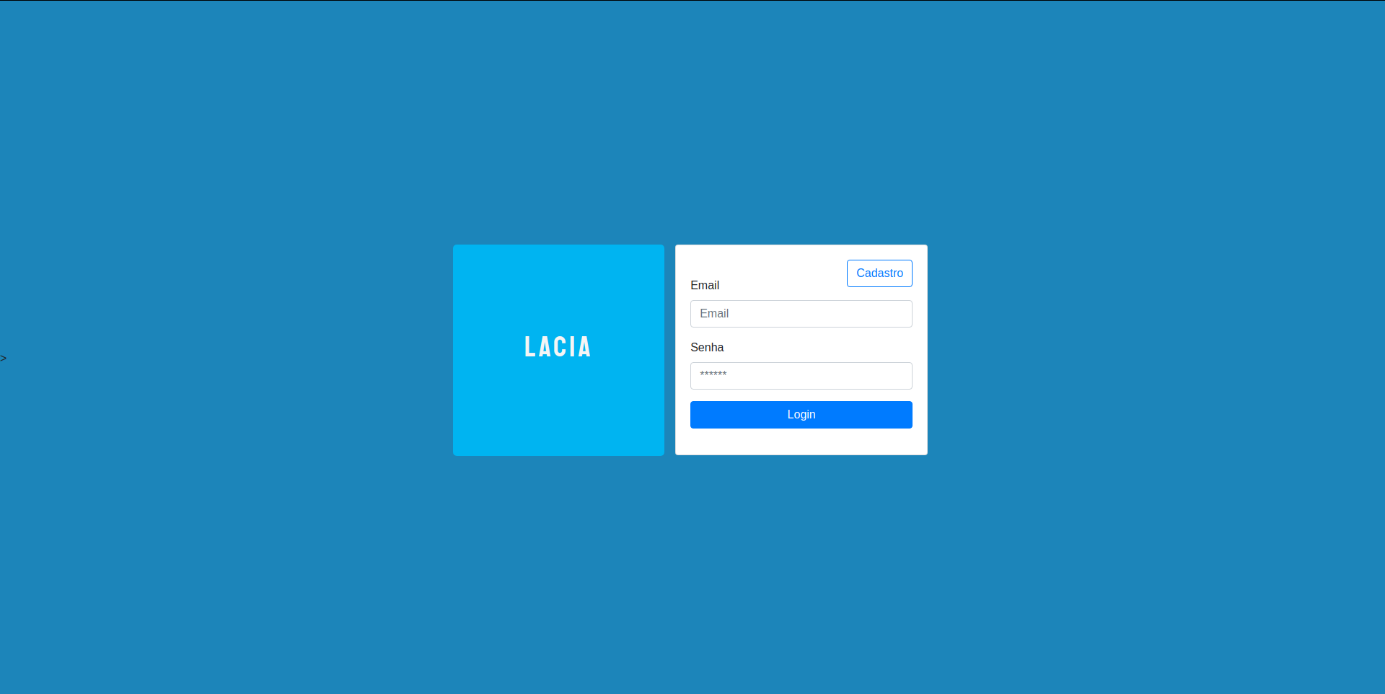 Cadastro
Email
Email
LACIA
Senha
>
******
Login